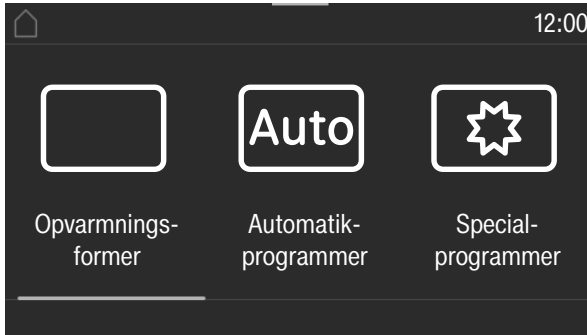 12:00
Auto
Opvarmnings-
former
Automatik-
programmer
Special-
programmer